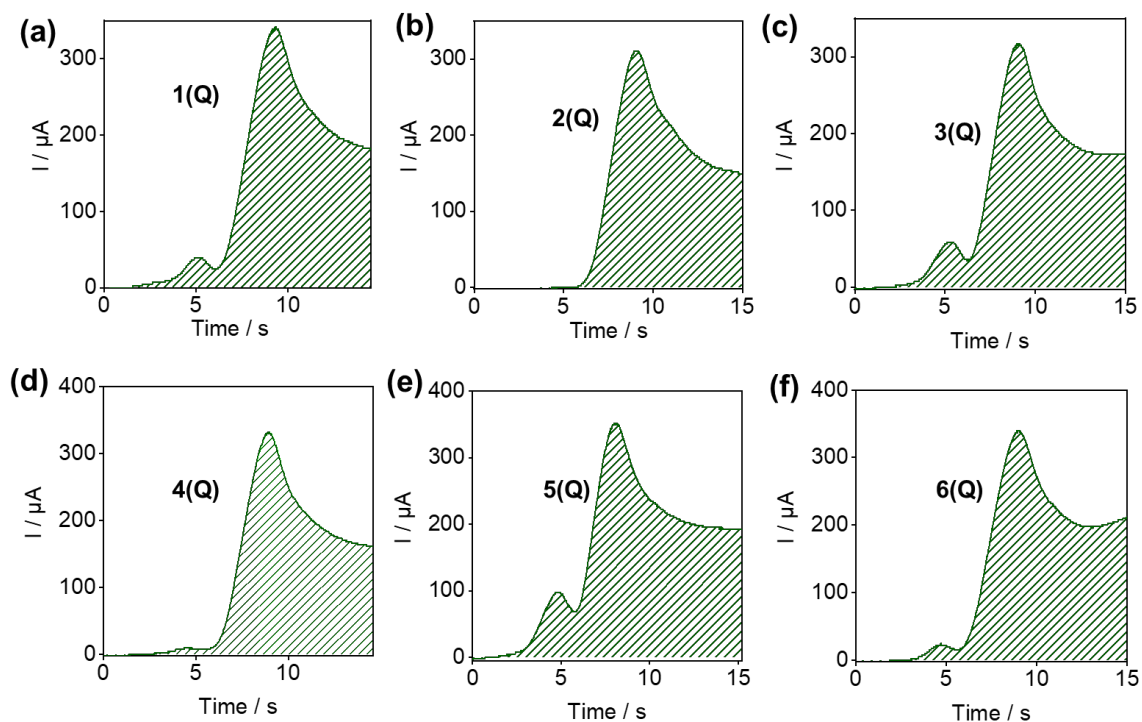 (a)
300
200
100
0
I / µA
1(Q)
0 5 10
Time / s
(b)
300
200
100
0
I / µA
2(Q)
0 5 10 15
Time / s
(c)
300
200
100
0
I / µA
3(Q)
0 5 10 15
Time / s
(d)
400
300
200
100
0
I / µA
4(Q)
0 5 10
Time / s
(e)
400
300
200
100
0
I / µA
5(Q)
0 5 10 15
Time / s
(f)
400
300
200
100
0
I / µA
6(Q)
0 5 10 15
Time / s